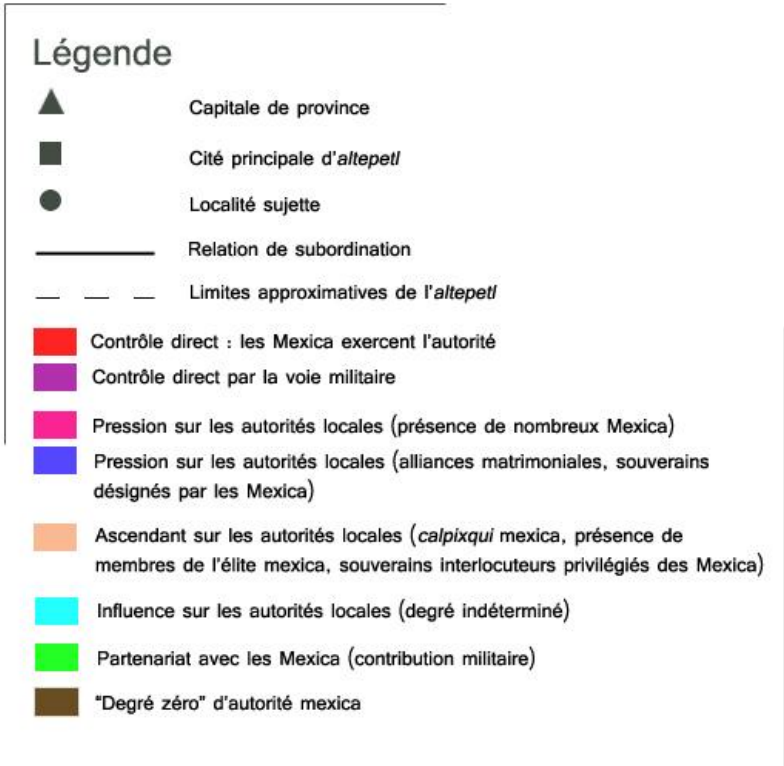 Légende
Capitale de province
Cité principale d'altepetl
Localité sujette
Relation de subordination
Limites approximatives de l'altepetl
Contrôle direct : les Mexica exercent l'autorité
Contrôle direct par la voie militaire
Pression sur les autorités locales (présence de nombreux Mexica)
Pression sur les autorités locales (alliances matrimoniales, souverains
désignés par les Mexica)
Ascendant sur les autorités locales (calpixqui mexica, présence de
membres de l'élite mexica, souverains interlocuteurs privilégiés des Mexica)
Influence sur les autorités locales (degré indéterminé)
Partenariat avec les Mexica (contribution militaire)
"Degré zéro" d'autorité mexica